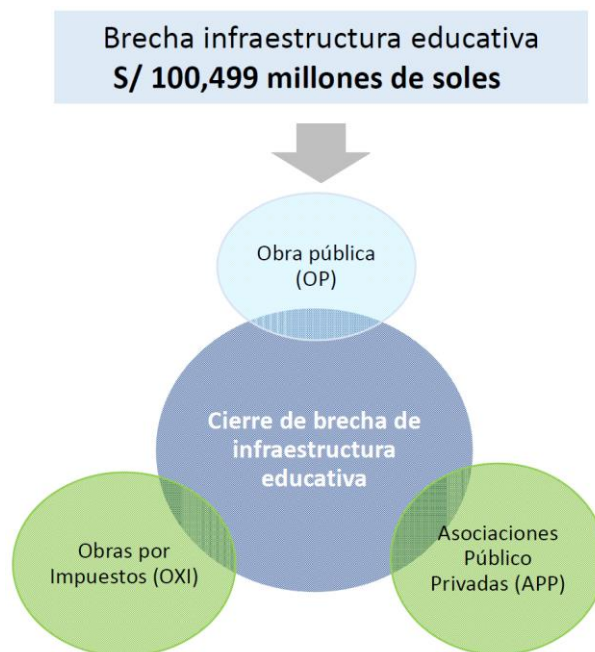 Brecha infraestructura educativa
S/ 100,499 millones de soles
Obra pública
(OP)
Cierre de brecha de
infraestructura
educativa
Obras por
Impuestos (OXI)
Asociaciones
Público
Privadas (APP)